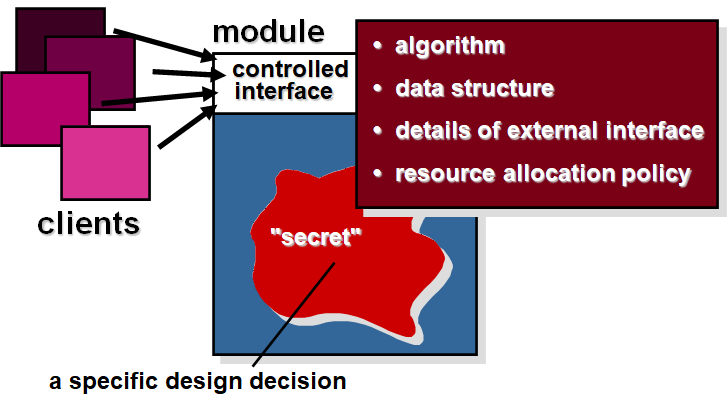 module
controlled
interface
• algorithm
• data structure
• details of external interface
• resource allocation policy
clients
"secret"
a specific design decision